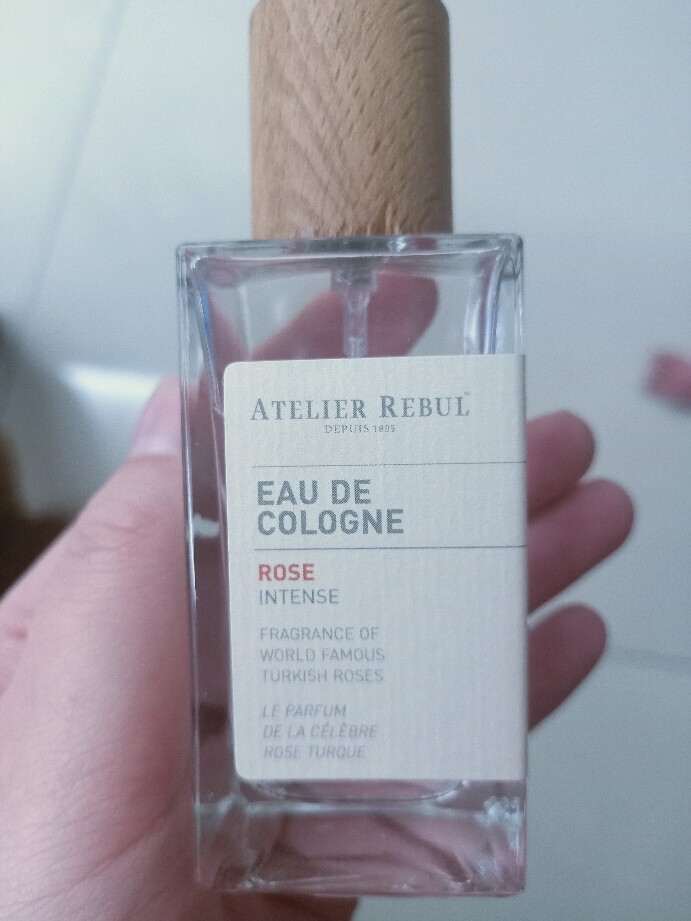 ATELIER REBUL™
DEPUIS 1895
EAU DE
COLOGNE
ROSE
INTENSE
FRAGRANCE OF
WORLD FAMOUS
TURKISH ROSES
LE PARFUM
DE LA CÉLÈBRE
ROSE TURQUE